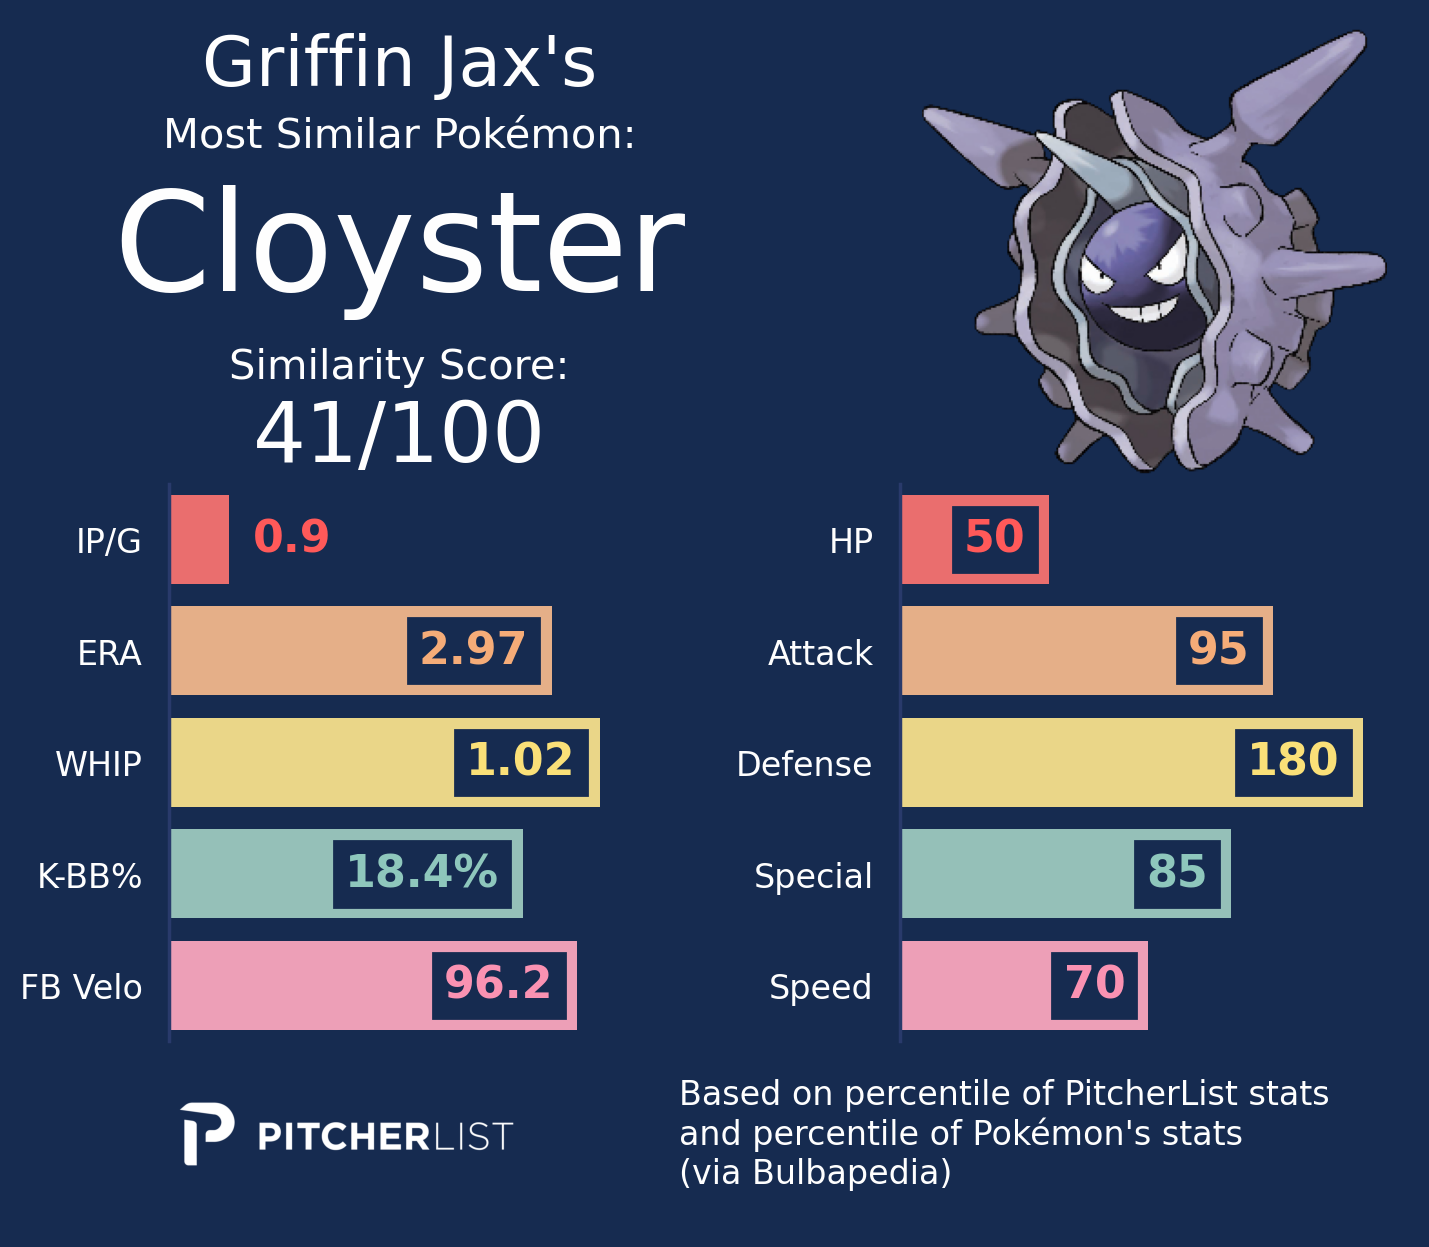 Griffin Jax's
Most Similar Pokémon:
Cloyster
Similarity Score:
41/100
IP/G 0.9
ERA 2.97
WHIP 1.02
K-BB% 18.4%
FB Velo 96.2
HP 50
Attack 95
Defense 180
Special 85
Speed 70
PITCHERLIST
Based on percentile of PitcherList stats
and percentile of Pokémon's stats
(via Bulbapedia)